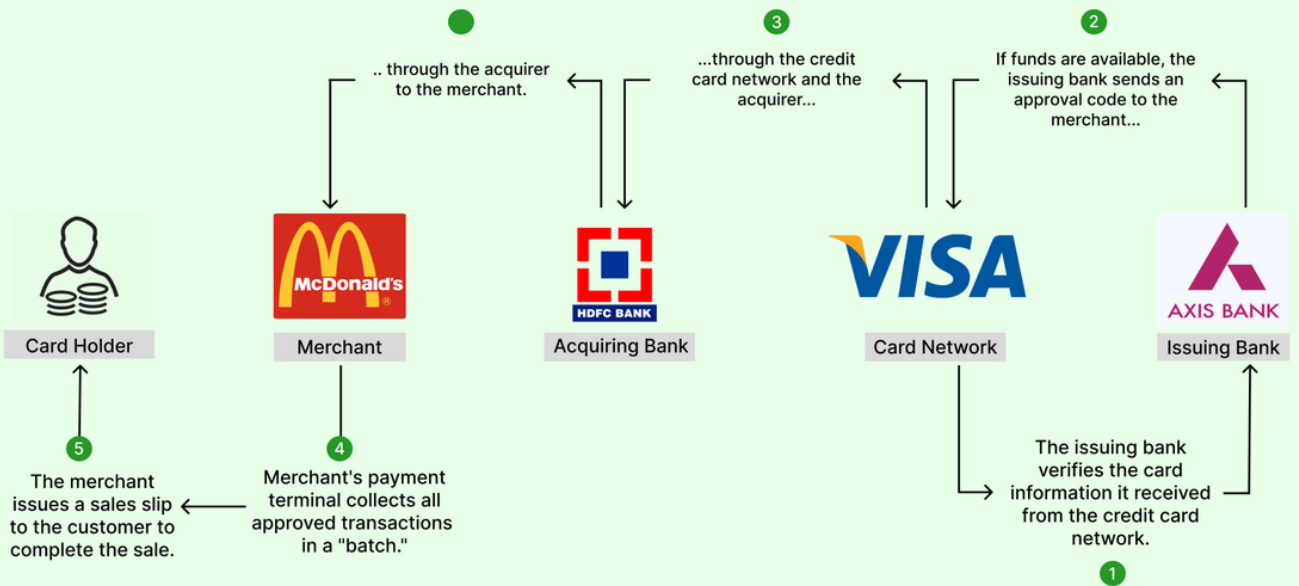 3
2
.. through the acquirer
to the merchant.
...through the credit
card network and the
acquirer...
If funds are available, the
issuing bank sends an
approval code to the
merchant...
McDonald's
®
HDFC BANK
VISA
AXIS BANK
Card Holder
Merchant
Acquiring Bank
Card Network
Issuing Bank
5
The merchant
issues a sales slip
to the customer to
complete the sale.
4
Merchant's payment
terminal collects all
approved transactions
in a "batch."
The issuing bank
verifies the card
information it received
from the credit card
network.
1